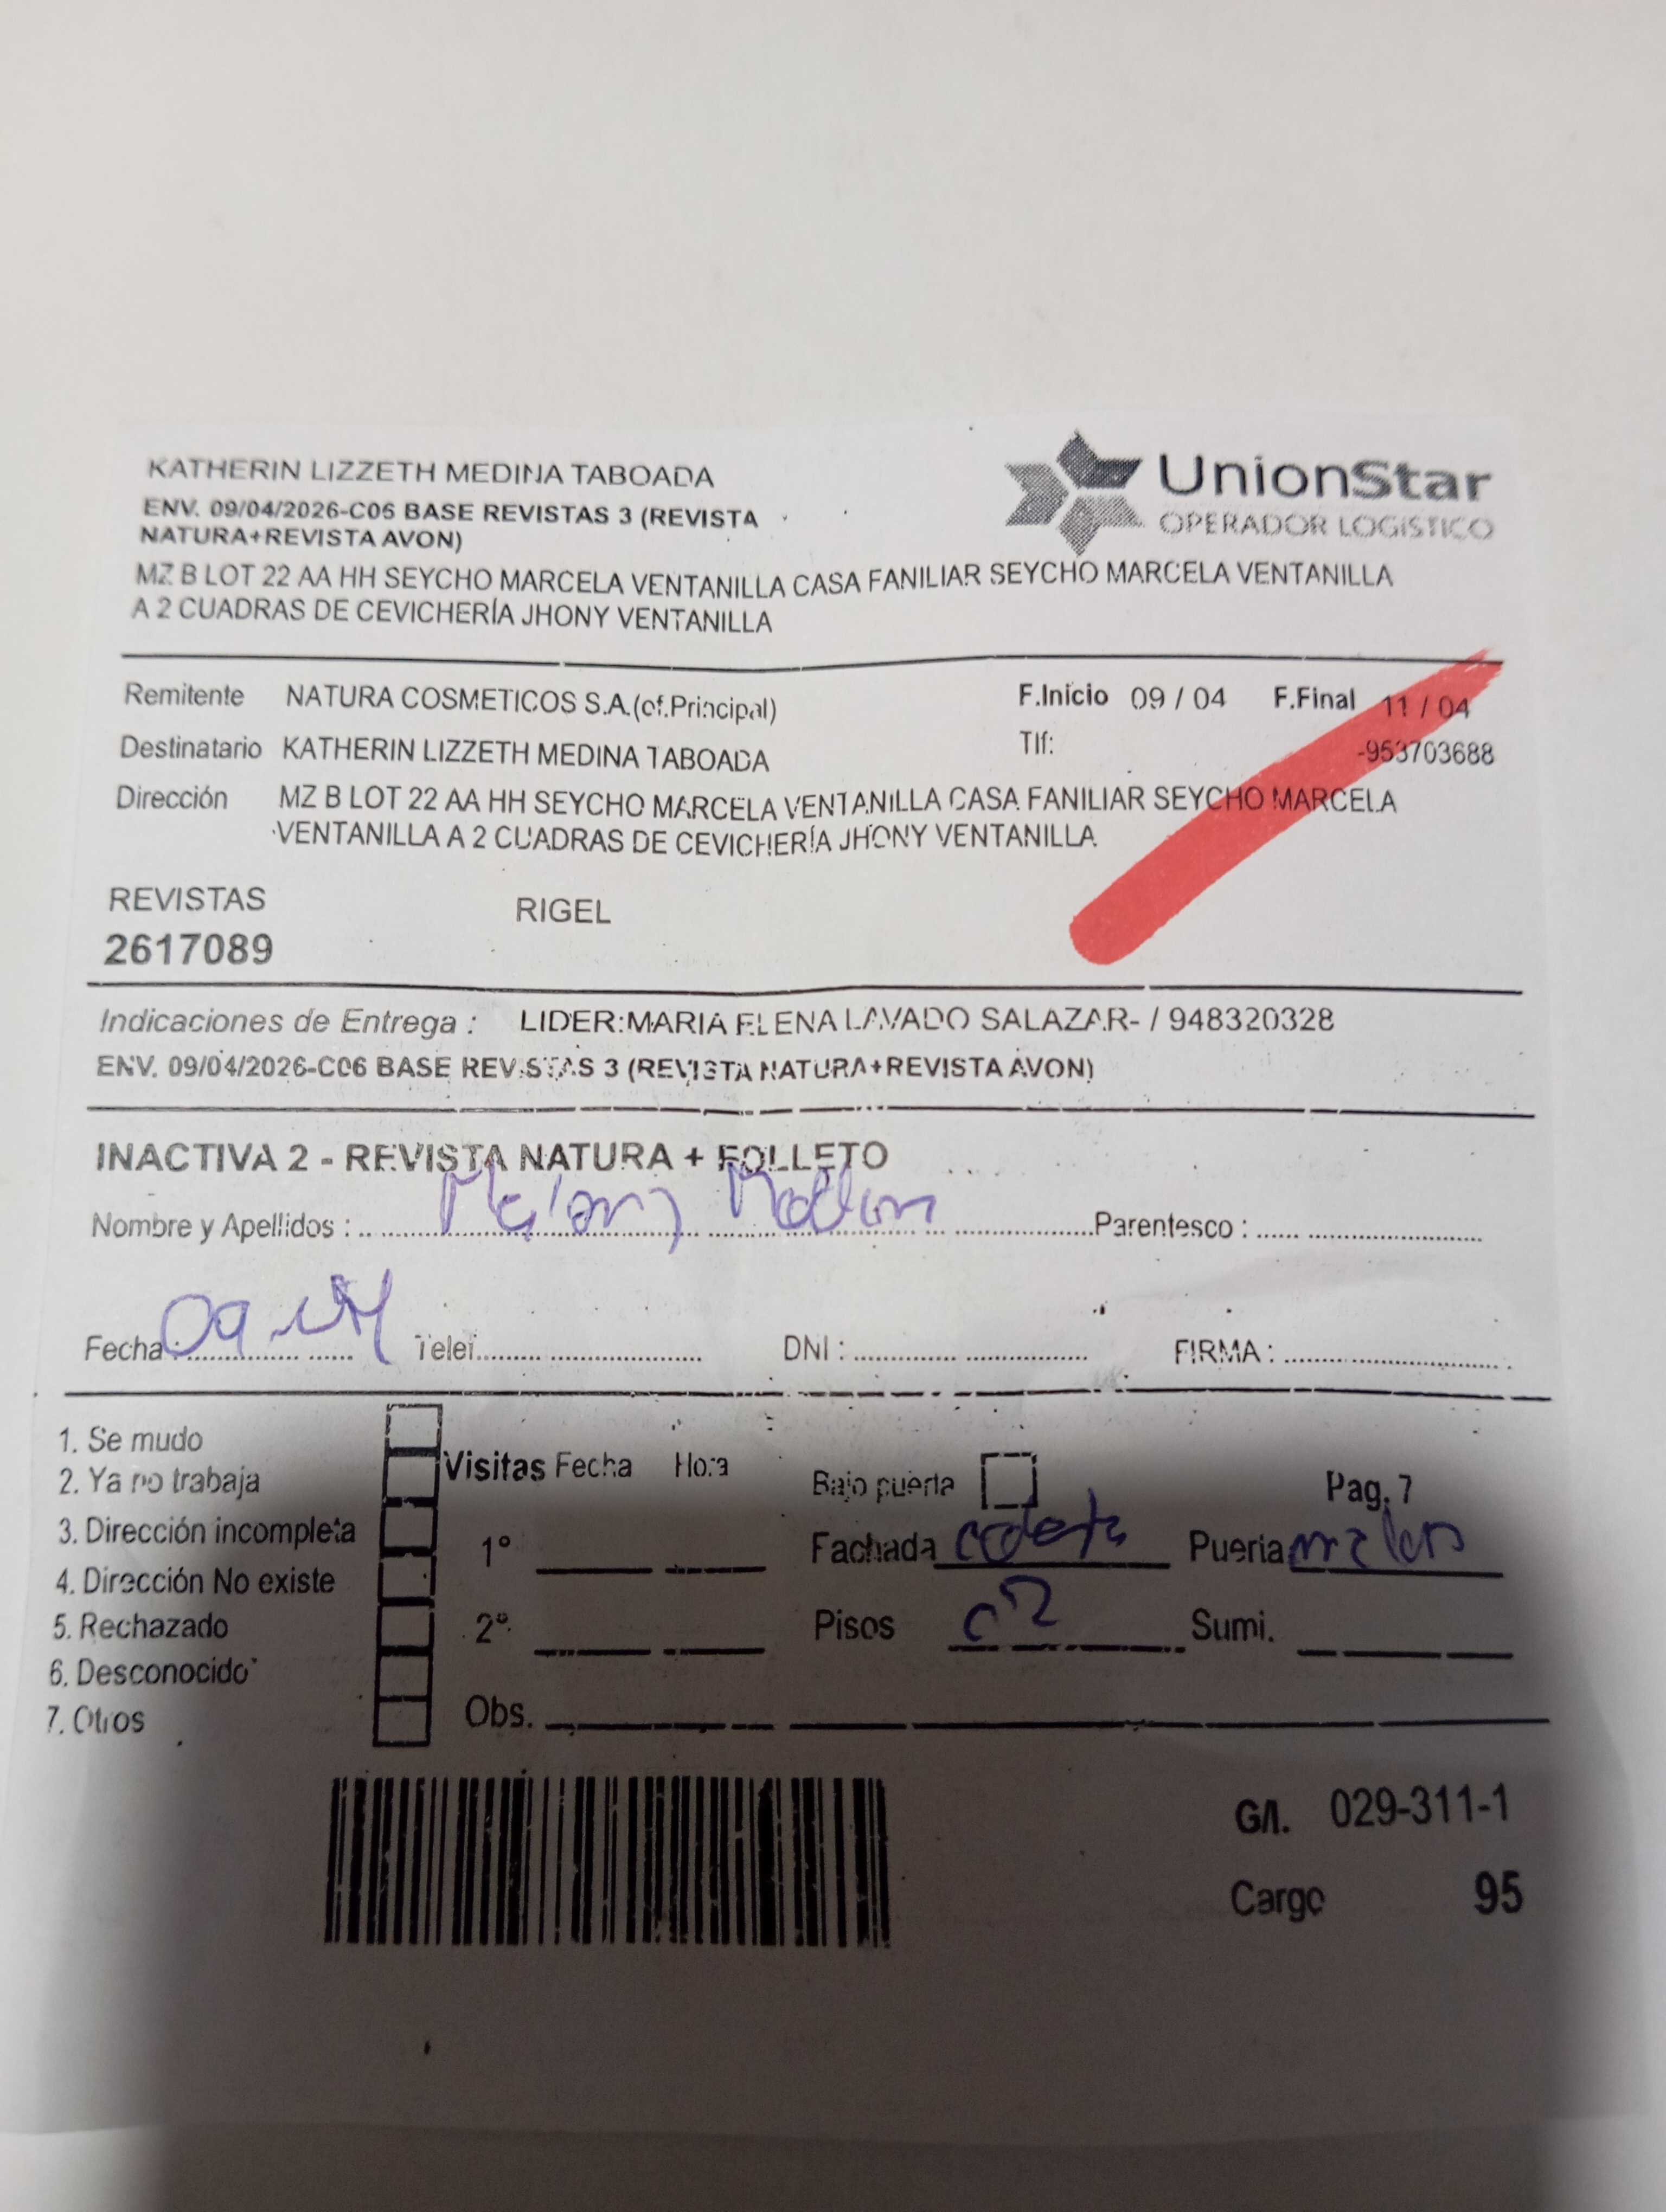 KATHERIN LIZZETH MEDINA TABOADA
UnionStar
OPERADOR LOGISTICO
ENV. 09/04/2026-C06 BASE REVISTAS 3 (REVISTA
NATURA+REVISTA AVON)
MZ B LOT 22 AA HH SEYCHO MARCELA VENTANILLA CASA FANILIAR SEYCHO MARCELA VENTANILLA
A 2 CUADRAS DE CEVICHERÍA JHONY VENTANILLA
Remitente NATURA COSMETICOS S.A.(of.Principal) F.Inicio 09 / 04 F.Final 11 / 04
Destinatario KATHERIN LIZZETH MEDINA TABOADA Tlf: -953703688
Dirección MZ B LOT 22 AA HH SEYCHO MARCELA VENTANILLA CASA FANILIAR SEYCHO MARCELA
VENTANILLA A 2 CUADRAS DE CEVICHERÍA JHONY VENTANILLA
REVISTAS RIGEL
2617089
Indicaciones de Entrega : LIDER:MARIA ELENA LAVADO SALAZAR- / 948320328
ENV. 09/04/2026-C06 BASE REVISTAS 3 (REVISTA NATURA+REVISTA AVON)
INACTIVA 2 - REVISTA NATURA + FOLLETO
Nombre y Apellidos : Parentesco :
Fecha : 09 Telef. DNI : FIRMA :
1. Se mudo
2. Ya no trabaja
3. Dirección incompleta
4. Dirección No existe
5. Rechazado
6. Desconocido
7. Otros
Visitas Fecha Hora
1°
2°
Obs.
Bajo puerta Pag. 7
Fachada Puerta
Pisos 02 Sumi.
G/I. 029-311-1
Cargo 95